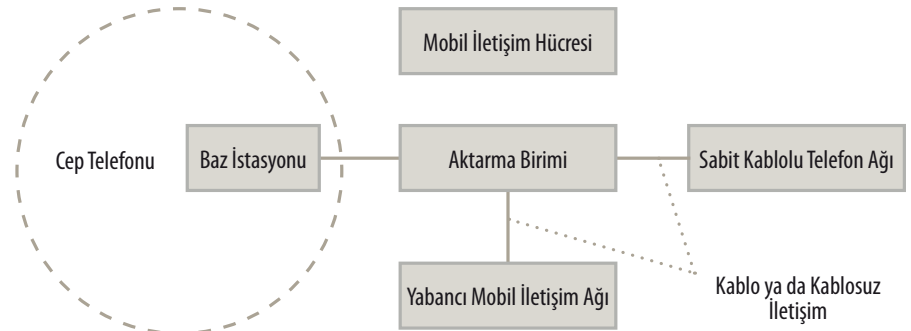 Mobil İletişim Hücresi
Cep Telefonu
Baz İstasyonu
Aktarma Birimi
Sabit Kablolu Telefon Ağı
Yabancı Mobil İletişim Ağı
Kablo ya da Kablosuz
İletişim